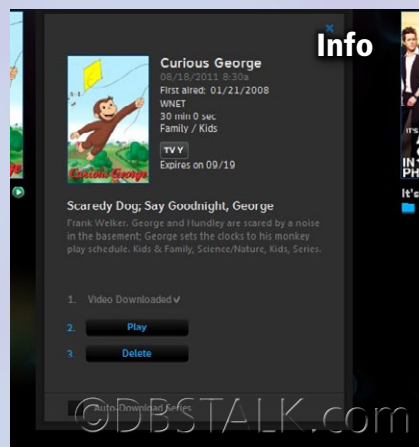 Info
Curious George
08/18/2011 8:30a
First aired: 01/21/2008
WNET
30 min 0 sec
Family / Kids
TV Y
Expires on 09/19
Curious George
Scaredy Dog; Say Goodnight, George
Frank Welker. George and Hundley are scared by a noise
in the basement; George sets the clocks to his monkey
play schedule. Kids & Family, Science/Nature, Kids, Series.
1. Video Downloaded
2. Play
3. Delete
Auto-Download Series
©DBSTALK.com
It's